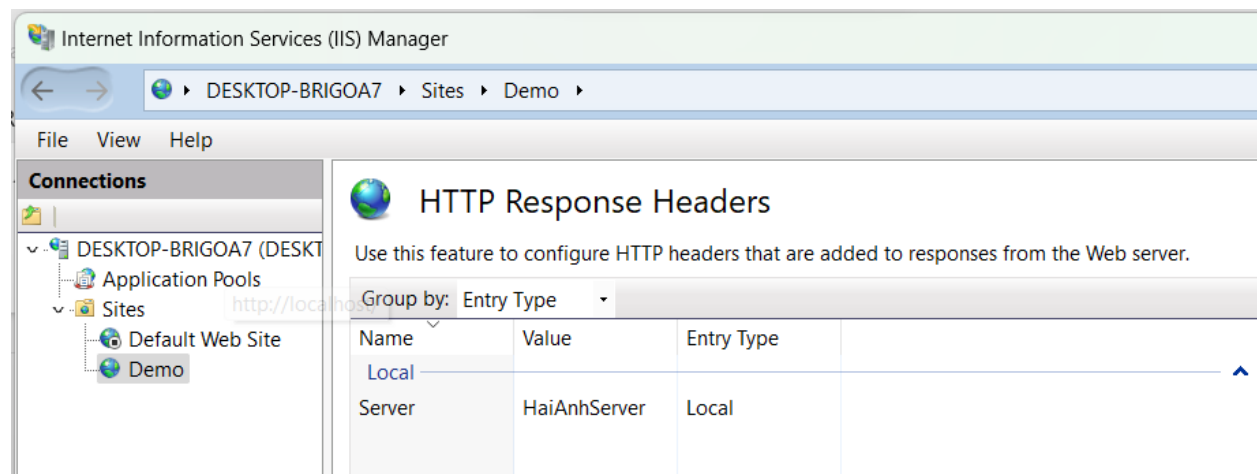 Internet Information Services (IIS) Manager
DESKTOP-BRIGOA7 Sites Demo
File View Help
Connections
DESKTOP-BRIGOA7 (DESKT
Application Pools
Sites
Default Web Site
Demo
http://localhost/
HTTP Response Headers
Use this feature to configure HTTP headers that are added to responses from the Web server.
Group by: Entry Type
Name Value Entry Type
Local
Server HaiAnhServer Local